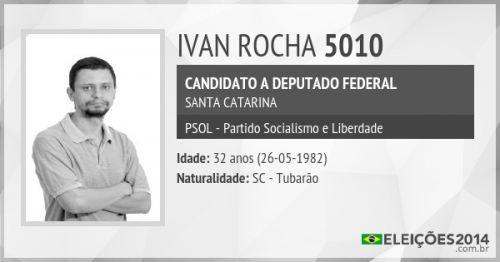 IVAN ROCHA 5010
CANDIDATO A DEPUTADO FEDERAL
SANTA CATARINA
PSOL - Partido Socialismo e Liberdade
Idade: 32 anos (26-05-1982)
Naturalidade: SC - Tubarão
ELEIÇÕES2014
.com.br